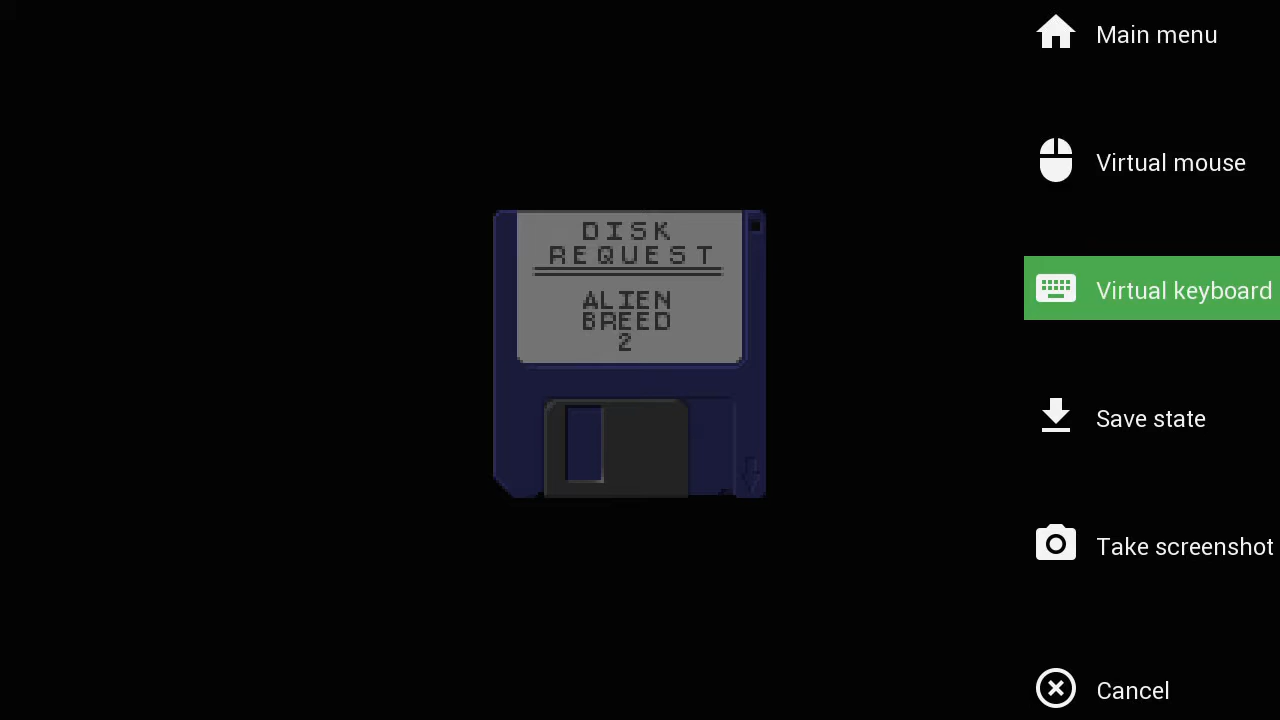 DISK
REQUEST
ALIEN
BREED
2
Main menu
Virtual mouse
Virtual keyboard
Save state
Take screenshot
Cancel